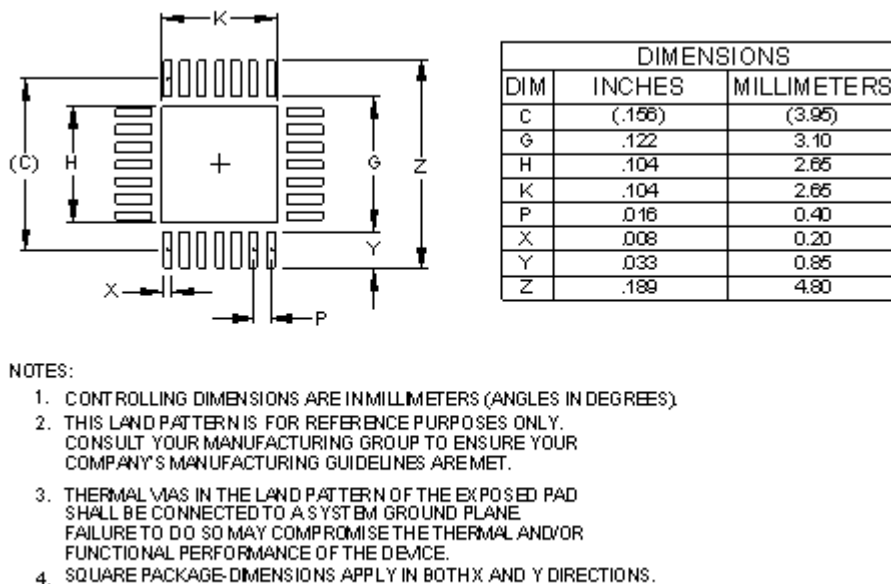 K
(C)
H
G
Z
Y
X
P
DIMENSIONS
DIM INCHES MILLIMETERS
C (.156) (3.95)
G .122 3.10
H .104 2.65
K .104 2.65
P .016 0.40
X .008 0.20
Y .033 0.85
Z .189 4.80
NOTES:
1. CONTROLLING DIMENSIONS ARE IN MILLIMETERS (ANGLES IN DEGREES).
2. THIS LAND PATTERN IS FOR REFERENCE PURPOSES ONLY.
CONSULT YOUR MANUFACTURING GROUP TO ENSURE YOUR
COMPANY'S MANUFACTURING GUIDELINES ARE MET.
3. THERMAL VIAS IN THE LAND PATTERN OF THE EXPOSED PAD
SHALL BE CONNECTED TO A SYSTEM GROUND PLANE.
FAILURE TO DO SO MAY COMPROMISE THE THERMAL AND/OR
FUNCTIONAL PERFORMANCE OF THE DEVICE.
4. SQUARE PACKAGE-DIMENSIONS APPLY IN BOTH X AND Y DIRECTIONS.